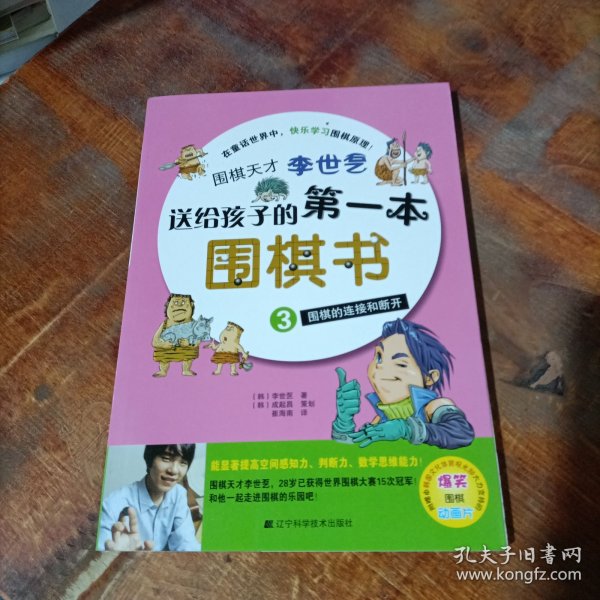 在童话世界中，快乐学习围棋原理！
围棋天才 李世乭
送给孩子的第一本
围棋书
3 围棋的连接和断开
（韩）李世乭 著
（韩）成起昌 策划
崔海南 译
能显著提高空间感知力、判断力、数学思维能力！
围棋天才李世乭，28岁已获得世界围棋大赛15次冠军！
和他一起走进围棋的乐园吧！
爆笑
围棋
动画片
辽宁科学技术出版社
孔夫子旧书网
www.kongfz.com